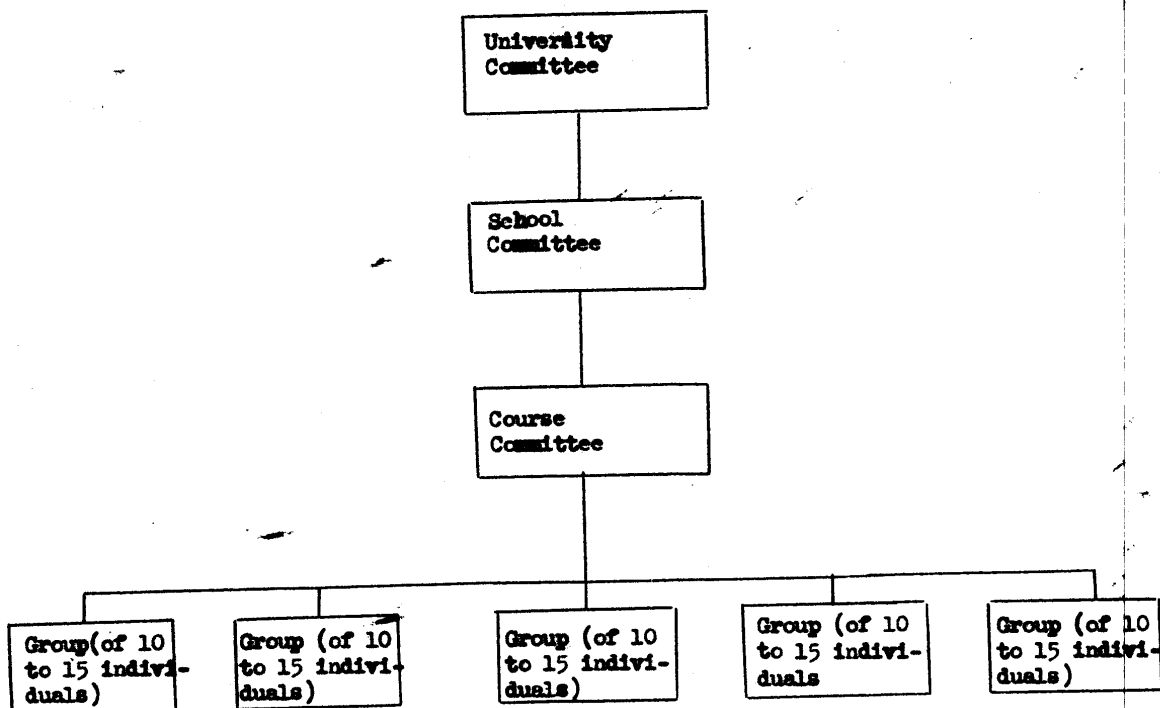 University
Committee
School
Committee
Course
Committee
Group(of 10
to 15 indivi-
duals)
Group (of 10
to 15 indivi-
duals)
Group (of 10
to 15 indivi-
duals)
Group (of 10
to 15 indivi-
duals
Group (of 10
to 15 indivi-
duals)